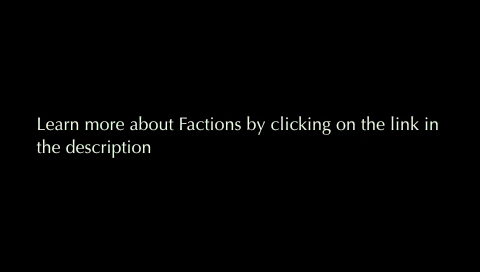 Learn more about Factions by clicking on the link in
the description